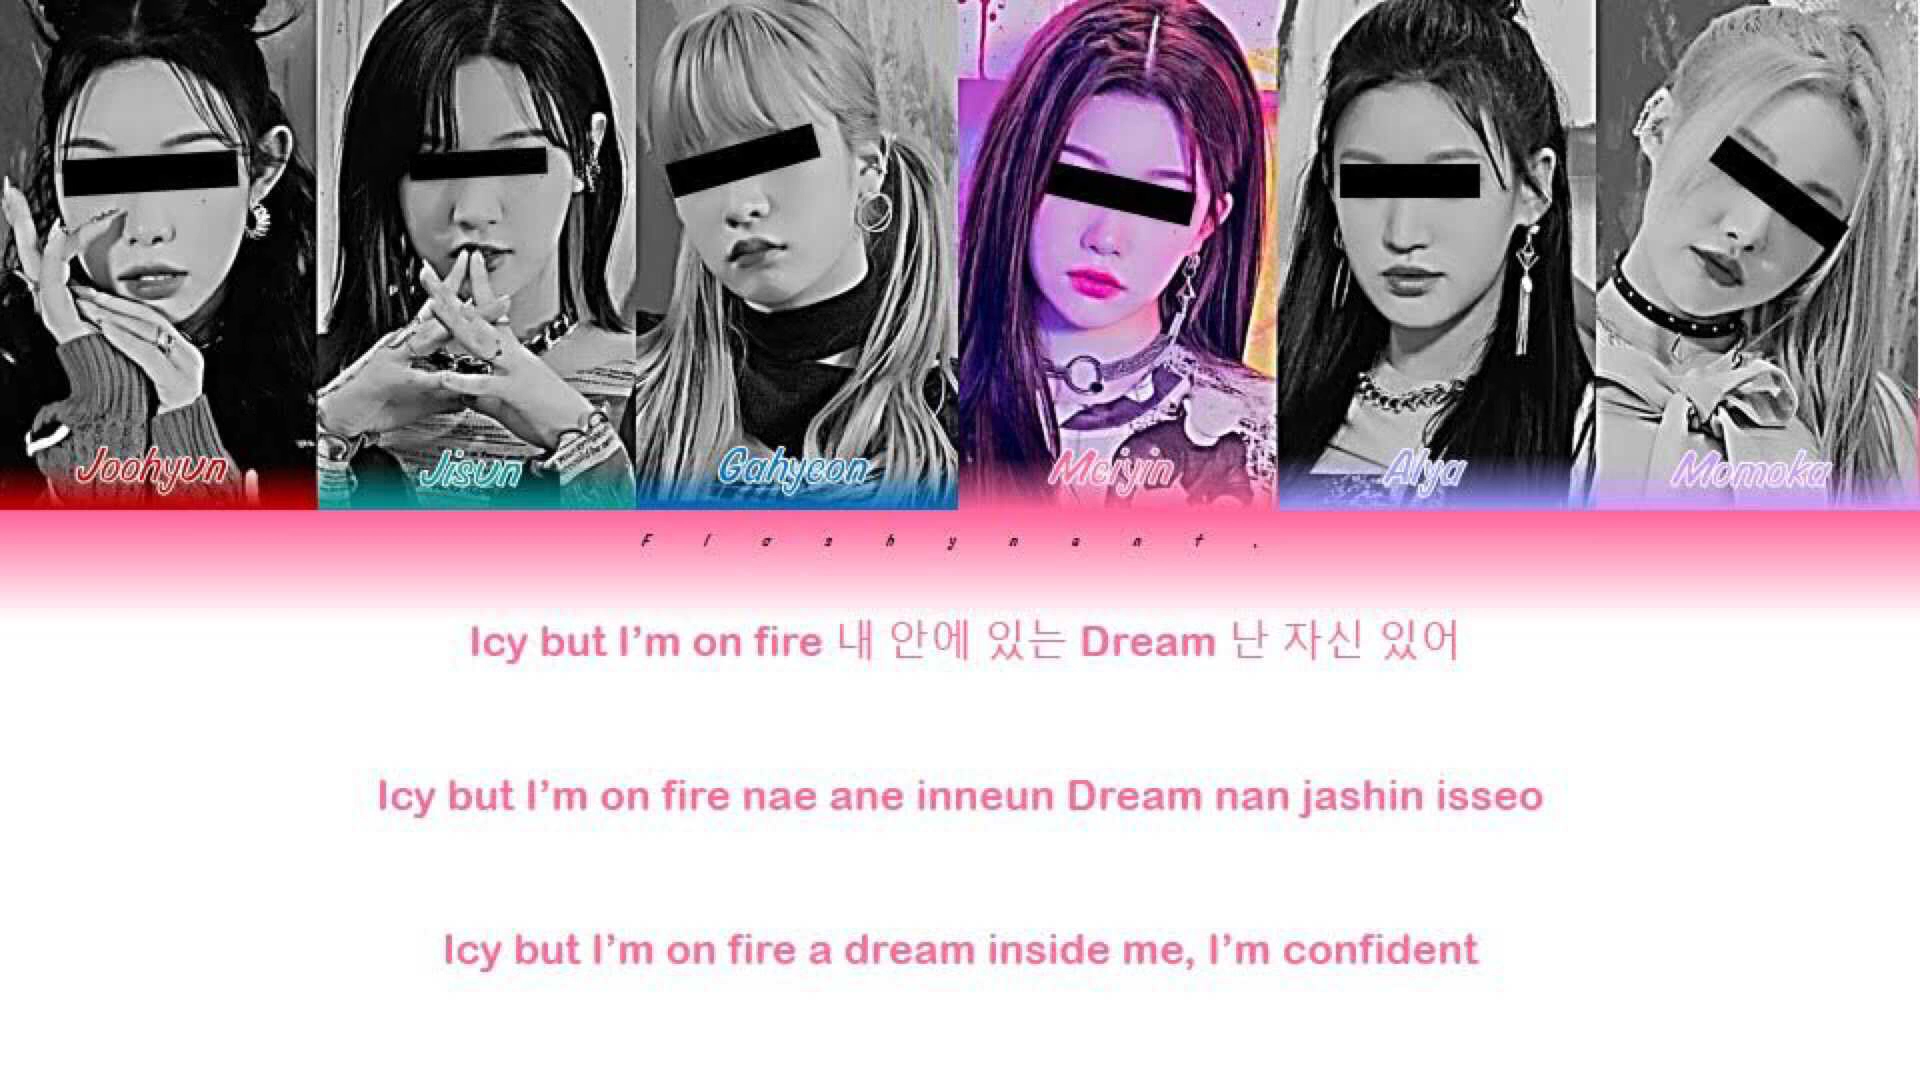 Joohyun
Jisun
Gahyeon
Meiyin
Alya
Momoka
Flashynant.
Icy but I’m on fire 내 안에 있는 Dream 난 자신 있어
Icy but I’m on fire nae ane inneun Dream nan jashin isseo
Icy but I’m on fire a dream inside me, I’m confident